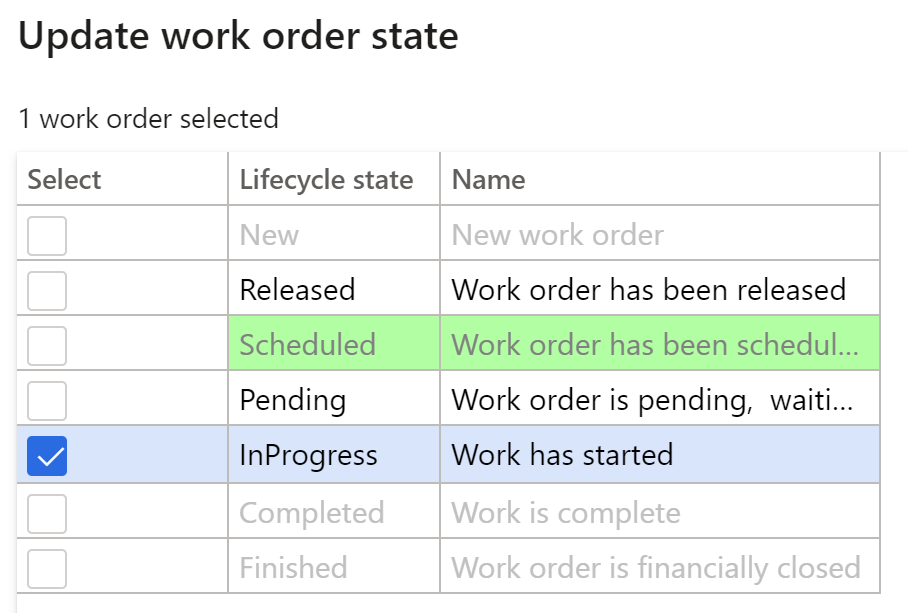 Update work order state
1 work order selected
Select Lifecycle state Name
New New work order
Released Work order has been released
Scheduled Work order has been schedul...
Pending Work order is pending,  waiti...
InProgress Work has started
Completed Work is complete
Finished Work order is financially closed